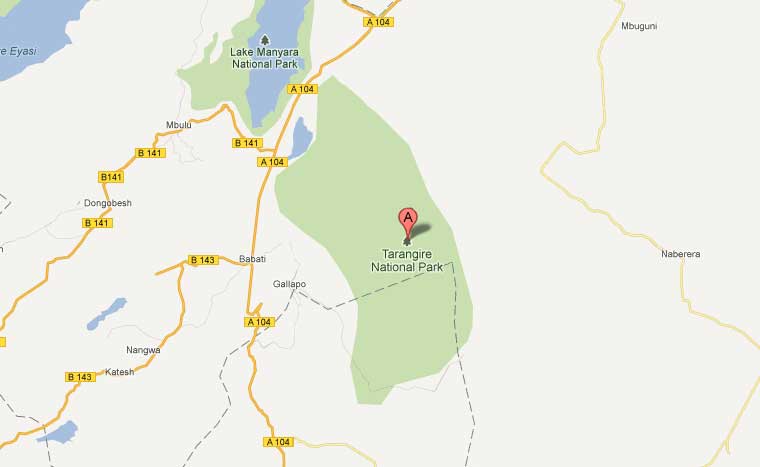 A 104
Mbuguni
e Eyasi
Lake Manyara
National Park
A 104
Mbulu
B 141
B 141
A 104
B141
Dongobesh
B 141
A
Tarangire
National Park
Naberera
Babati
B 143
Gallapo
A 104
Nangwa
Katesh
B 143
A 104